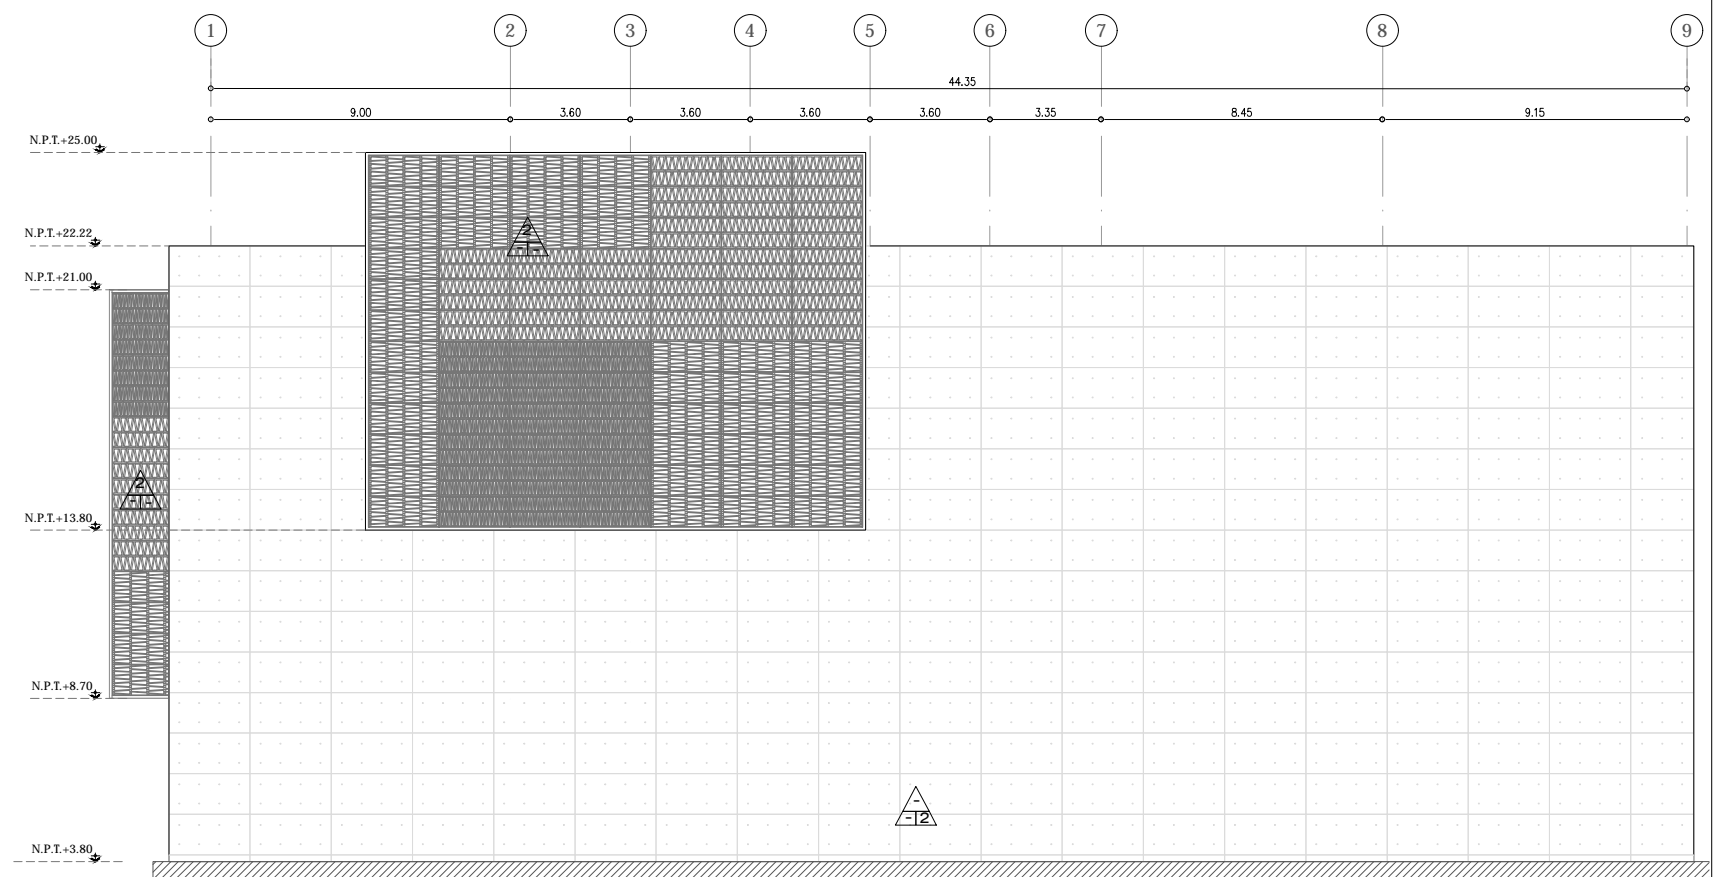 1 2 3 4 5 6 7 8 9
44.35
9.00 3.60 3.60 3.60 3.60 3.35 8.45 9.15
N.P.T.+25.00
N.P.T.+22.22
N.P.T.+21.00
N.P.T.+13.80
N.P.T.+8.70
N.P.T.+3.80
2
- -
2
- -
-
- 2